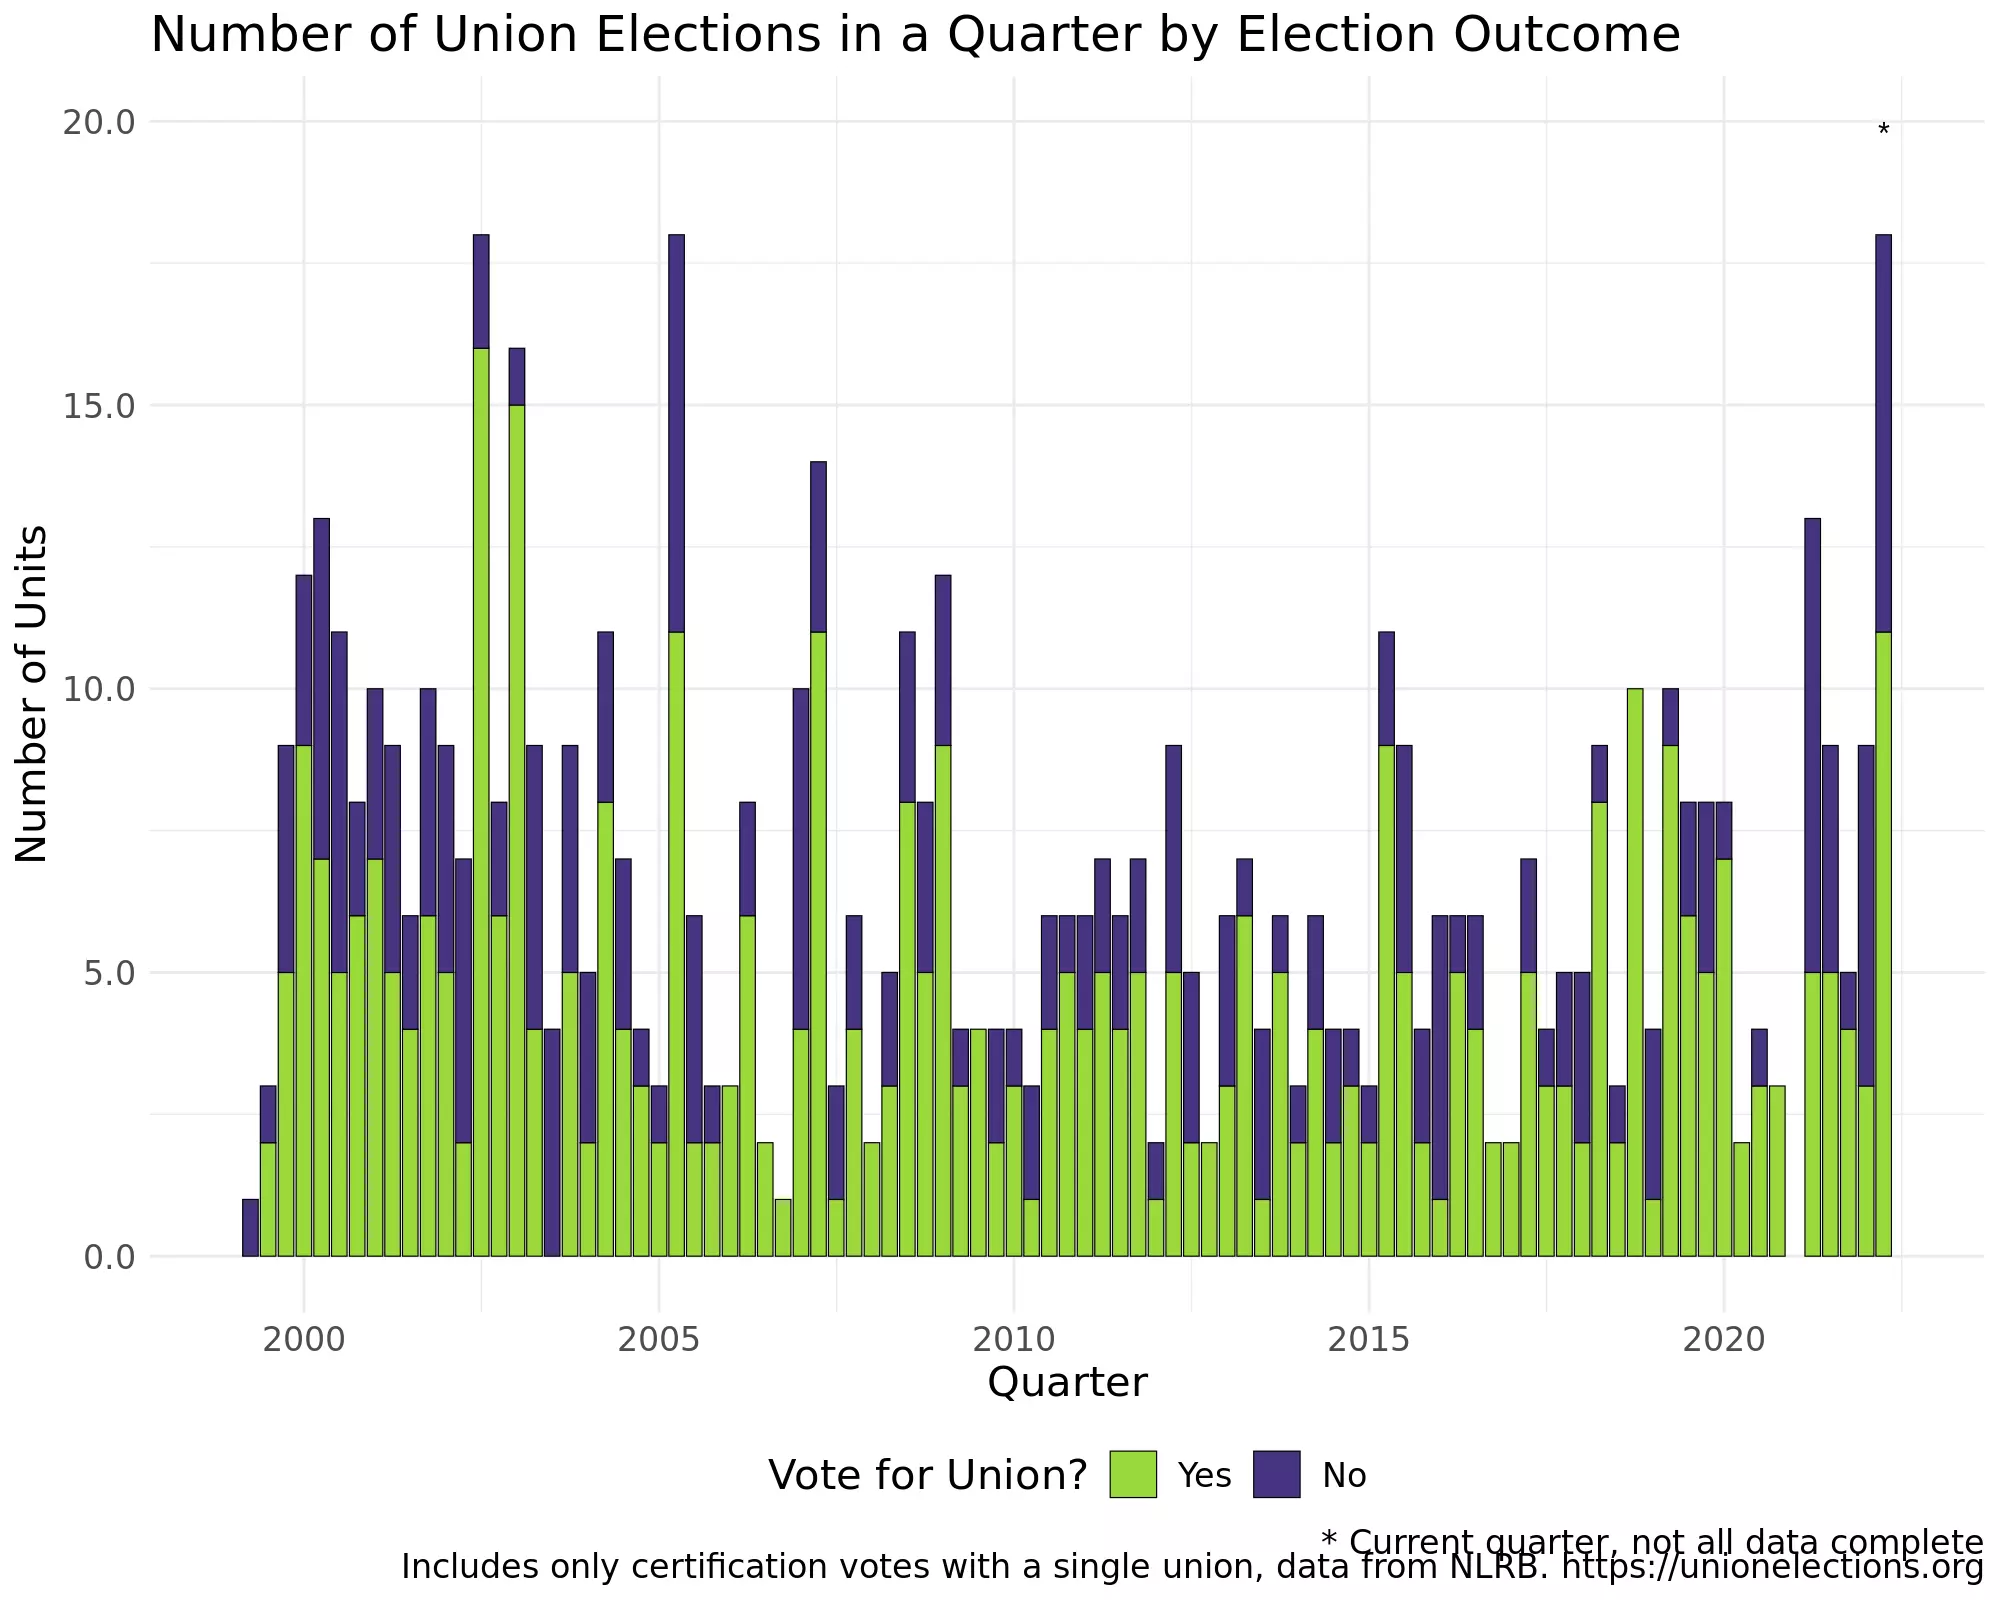 Number of Union Elections in a Quarter by Election Outcome
20.0
*
15.0
10.0
5.0
0.0
Number of Units
2000 2005 2010 2015 2020
Quarter
Vote for Union? Yes No
* Current quarter, not all data complete
Includes only certification votes with a single union, data from NLRB. https://unionelections.org